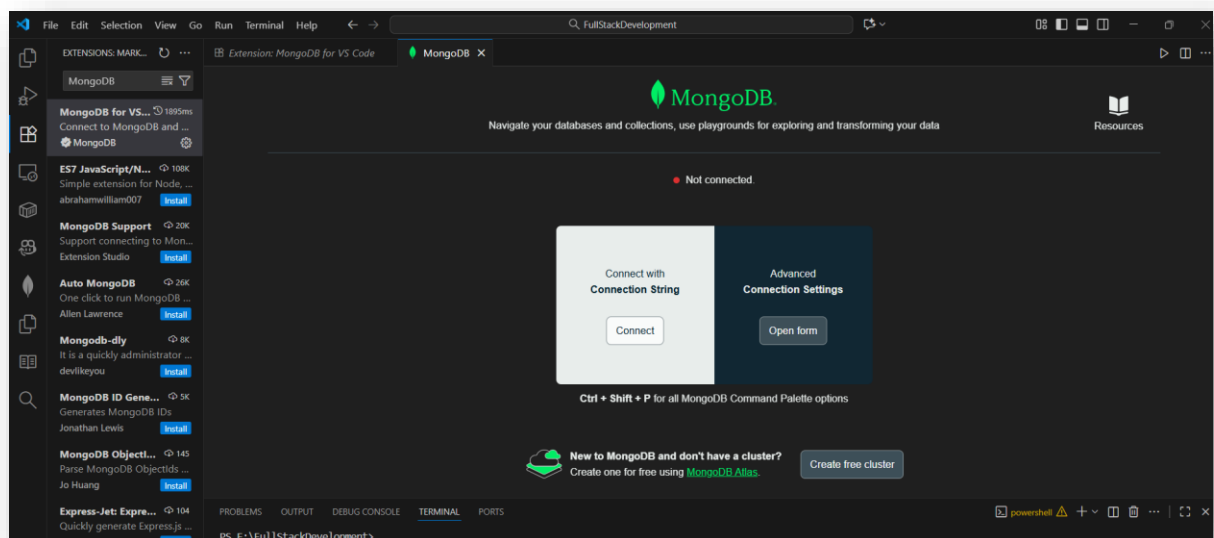 File Edit Selection View Go Run Terminal Help
FullStackDevelopment
EXTENSIONS: MARK...
MongoDB
MongoDB for VS... 1895ms
Connect to MongoDB and ...
MongoDB
ES7 JavaScript/N... 108K
Simple extension for Node, ...
abrahamwilliam007 Install
MongoDB Support 20K
Support connecting to Mon...
Extension Studio Install
Auto MongoDB 26K
One click to run MongoDB ...
Allen Lawrence Install
Mongodb-dly 8K
It is a quickly administrator ...
devlikeyou Install
MongoDB ID Gene... 5K
Generates MongoDB IDs
Jonathan Lewis Install
MongoDB ObjectI... 145
Parse MongoDB ObjectIds ...
Jo Huang Install
Express-Jet: Expre... 104
Quickly generate Express.js ...
Extension: MongoDB for VS Code
MongoDB
MongoDB.
Navigate your databases and collections, use playgrounds for exploring and transforming your data
Resources
Not connected.
Connect with
Connection String
Connect
Advanced
Connection Settings
Open form
Ctrl + Shift + P for all MongoDB Command Palette options
New to MongoDB and don't have a cluster?
Create one for free using MongoDB Atlas.
Create free cluster
PROBLEMS OUTPUT DEBUG CONSOLE TERMINAL PORTS
powershell
PS F:\FullStackDevelopment>